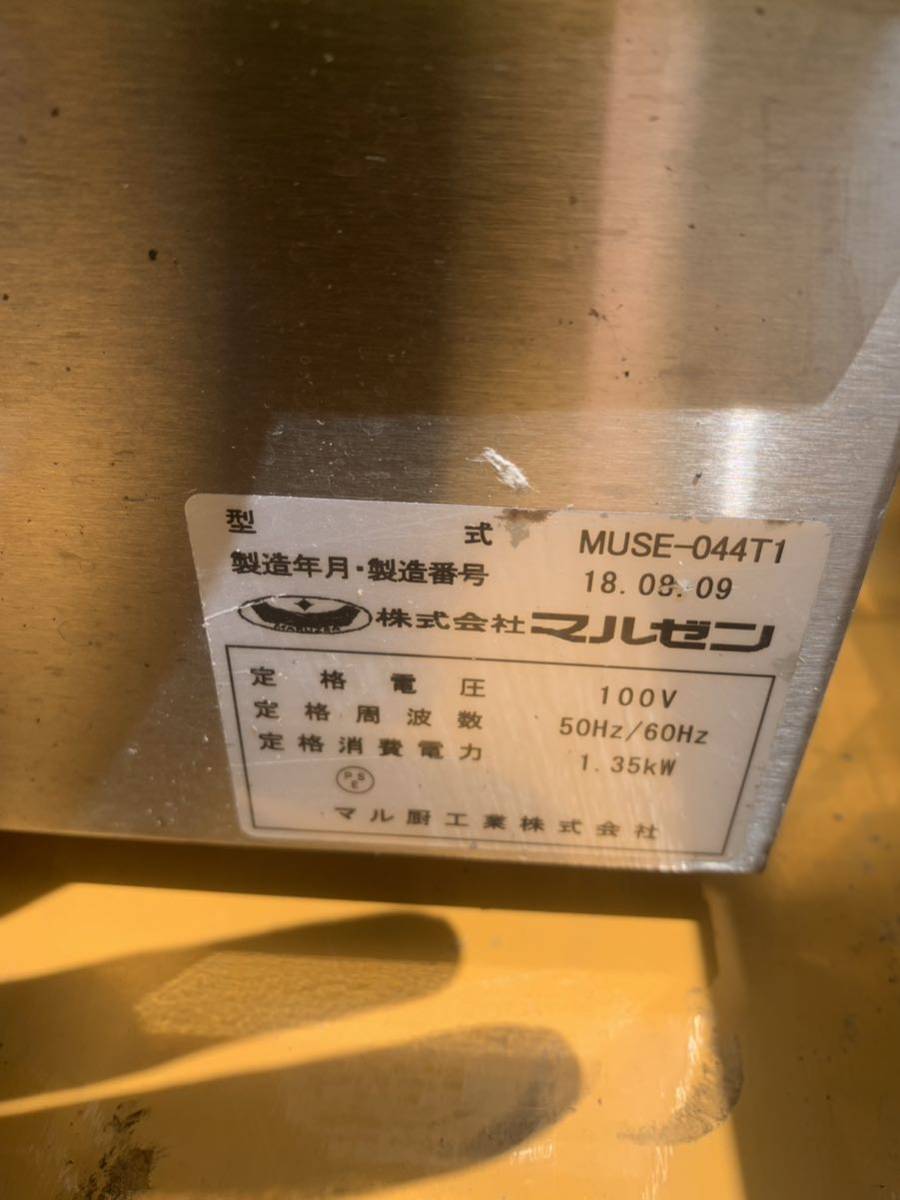 型式 MUSE-044T1
製造年月・製造番号 18.08.09
MARUZEN 株式会社マルゼン
定格電圧 100V
定格周波数 50Hz/60Hz
定格消費電力 1.35kW
PSE
マル厨工業株式会社